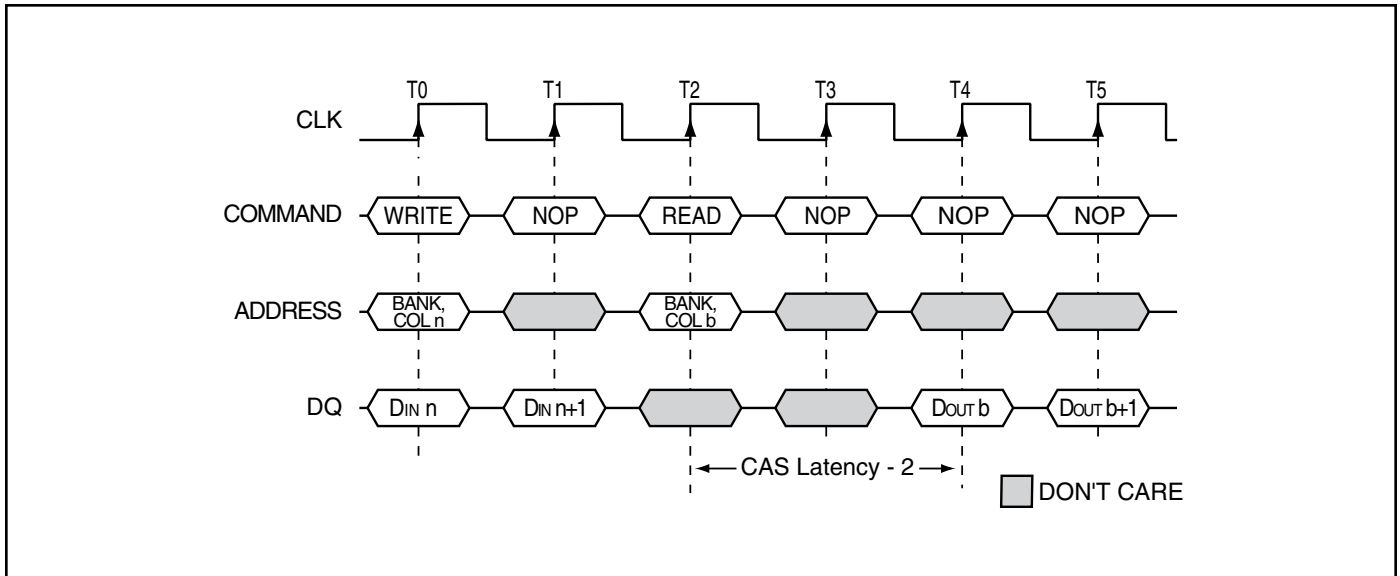 T0 T1 T2 T3 T4 T5
CLK
COMMAND WRITE NOP READ NOP NOP NOP
ADDRESS BANK, COL n BANK, COL b
DQ DIN n DIN n+1 DOUT b DOUT b+1
CAS Latency - 2
DON'T CARE